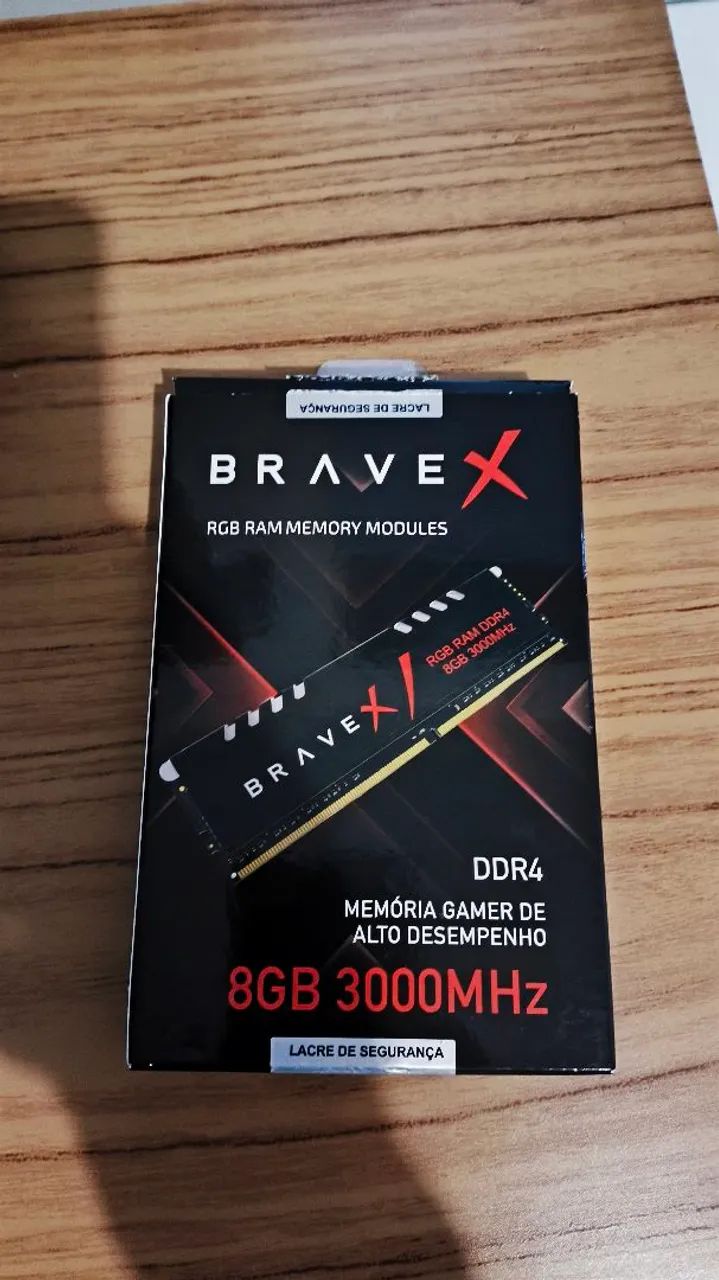 LACRE DE SEGURANÇA
BRAVEX
RGB RAM MEMORY MODULES
RGB RAM DDR4
8GB 3000MHz
BRAVEX
DDR4
MEMÓRIA GAMER DE
ALTO DESEMPENHO
8GB 3000MHz
LACRE DE SEGURANÇA